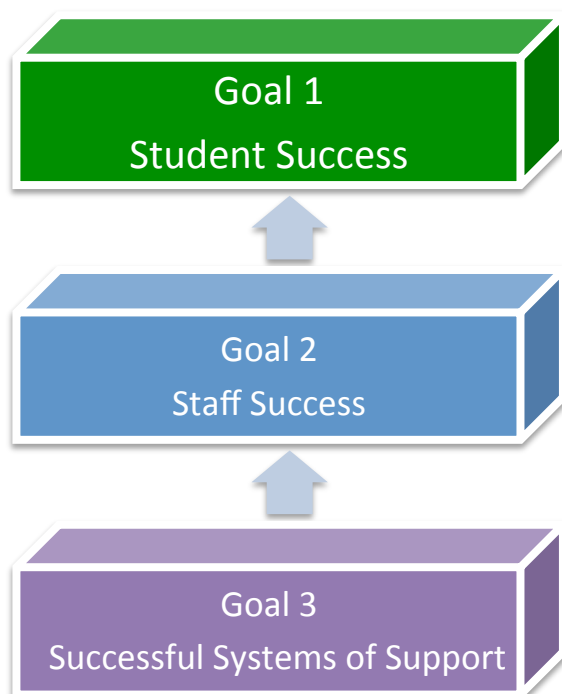 Goal 1
Student Success
Goal 2
Staff Success
Goal 3
Successful Systems of Support